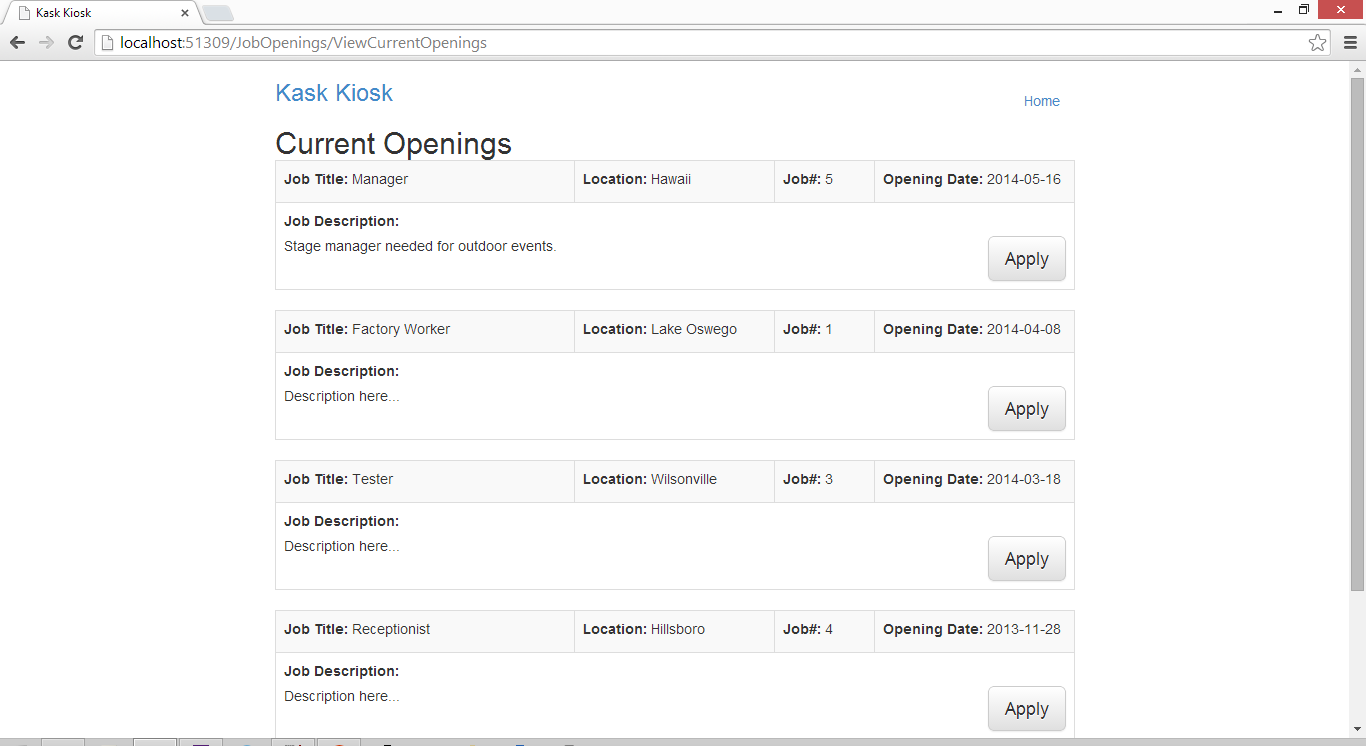 Kask Kiosk
localhost:51309/JobOpenings/ViewCurrentOpenings
Kask Kiosk
Home
Current Openings
Job Title: Manager Location: Hawaii Job#: 5 Opening Date: 2014-05-16
Job Description:
Stage manager needed for outdoor events.
Apply
Job Title: Factory Worker Location: Lake Oswego Job#: 1 Opening Date: 2014-04-08
Job Description:
Description here...
Apply
Job Title: Tester Location: Wilsonville Job#: 3 Opening Date: 2014-03-18
Job Description:
Description here...
Apply
Job Title: Receptionist Location: Hillsboro Job#: 4 Opening Date: 2013-11-28
Job Description:
Description here...
Apply